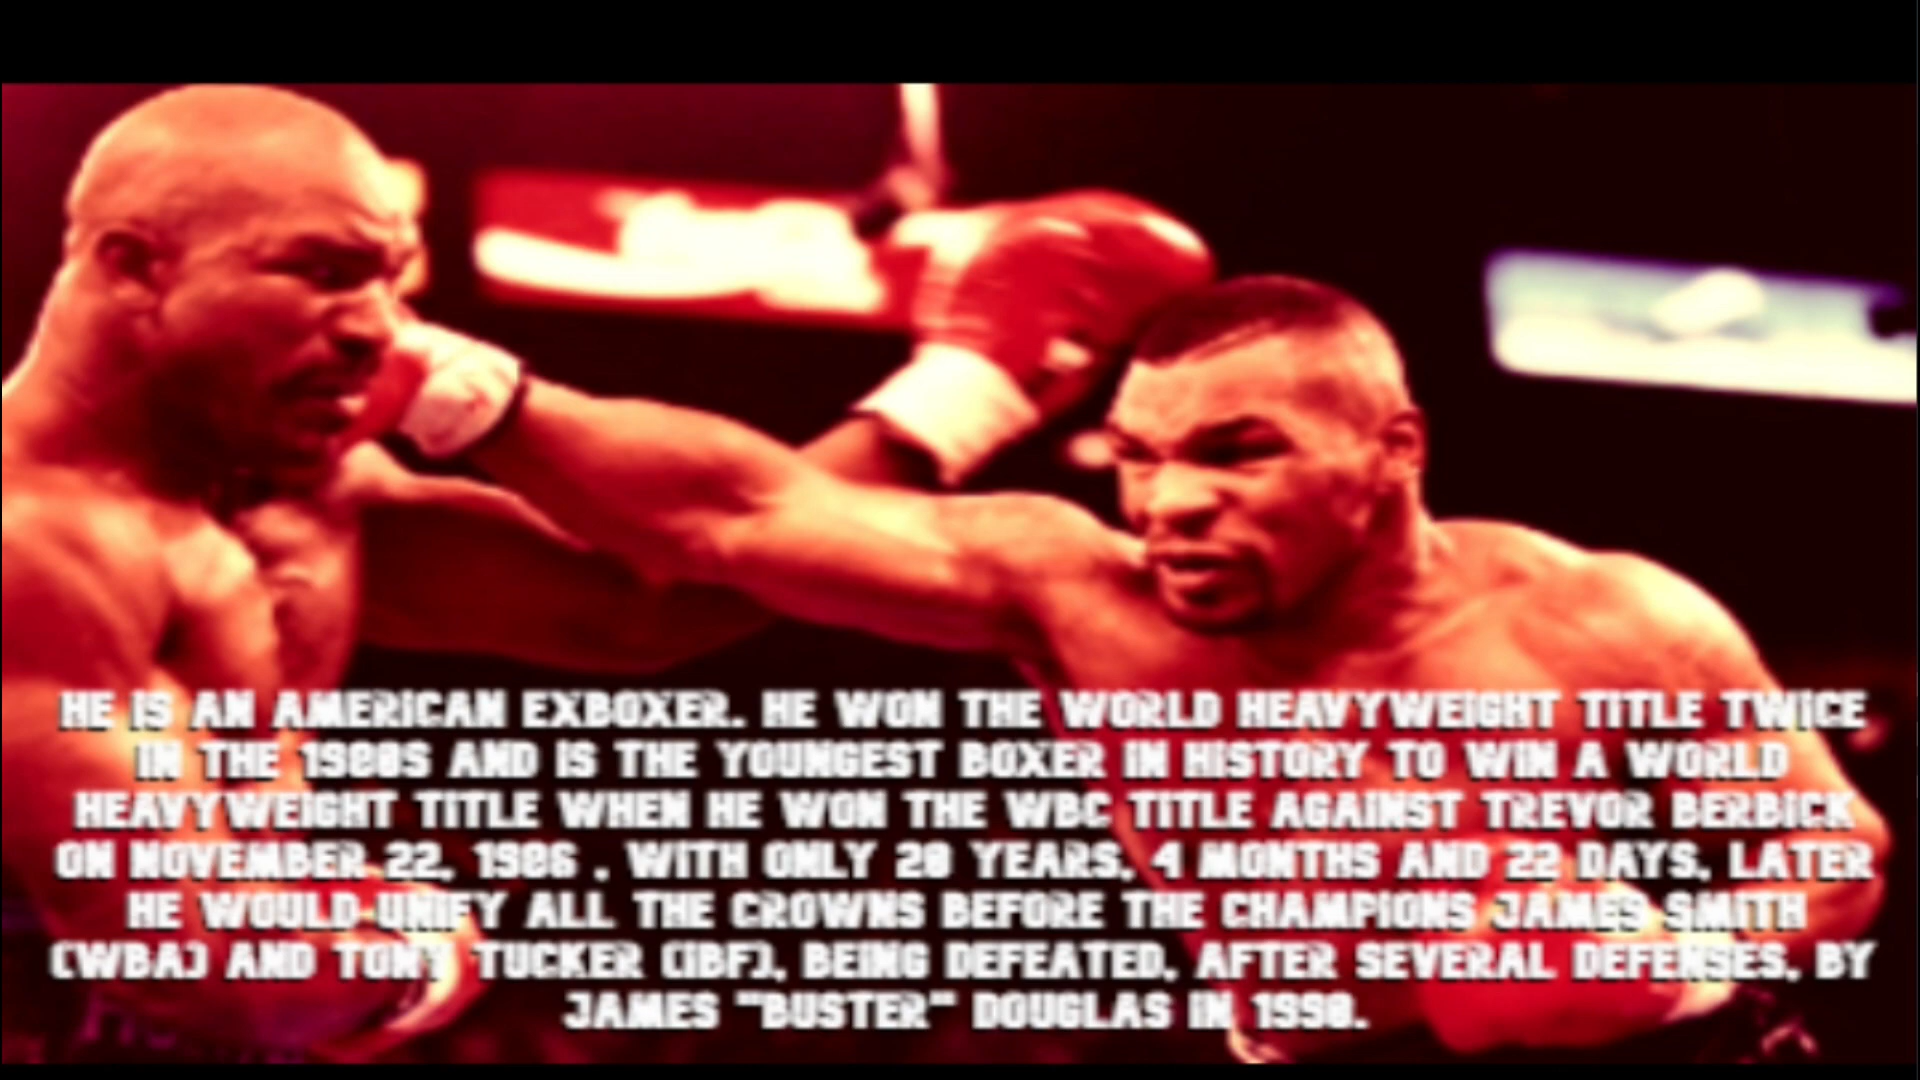 HE IS AN AMERICAN EXBOXER. HE WON THE WORLD HEAVYWEIGHT TITLE TWICE
IN THE 1980S AND IS THE YOUNGEST BOXER IN HISTORY TO WIN A WORLD
HEAVYWEIGHT TITLE WHEN HE WON THE WBC TITLE AGAINST TREVOR BERBICK
ON NOVEMBER 22, 1986 , WITH ONLY 20 YEARS, 4 MONTHS AND 22 DAYS, LATER
HE WOULD UNIFY ALL THE CROWNS BEFORE THE CHAMPIONS JAMES SMITH
(WBA) AND TONY TUCKER (IBF), BEING DEFEATED, AFTER SEVERAL DEFENSES, BY
JAMES "BUSTER" DOUGLAS IN 1990.